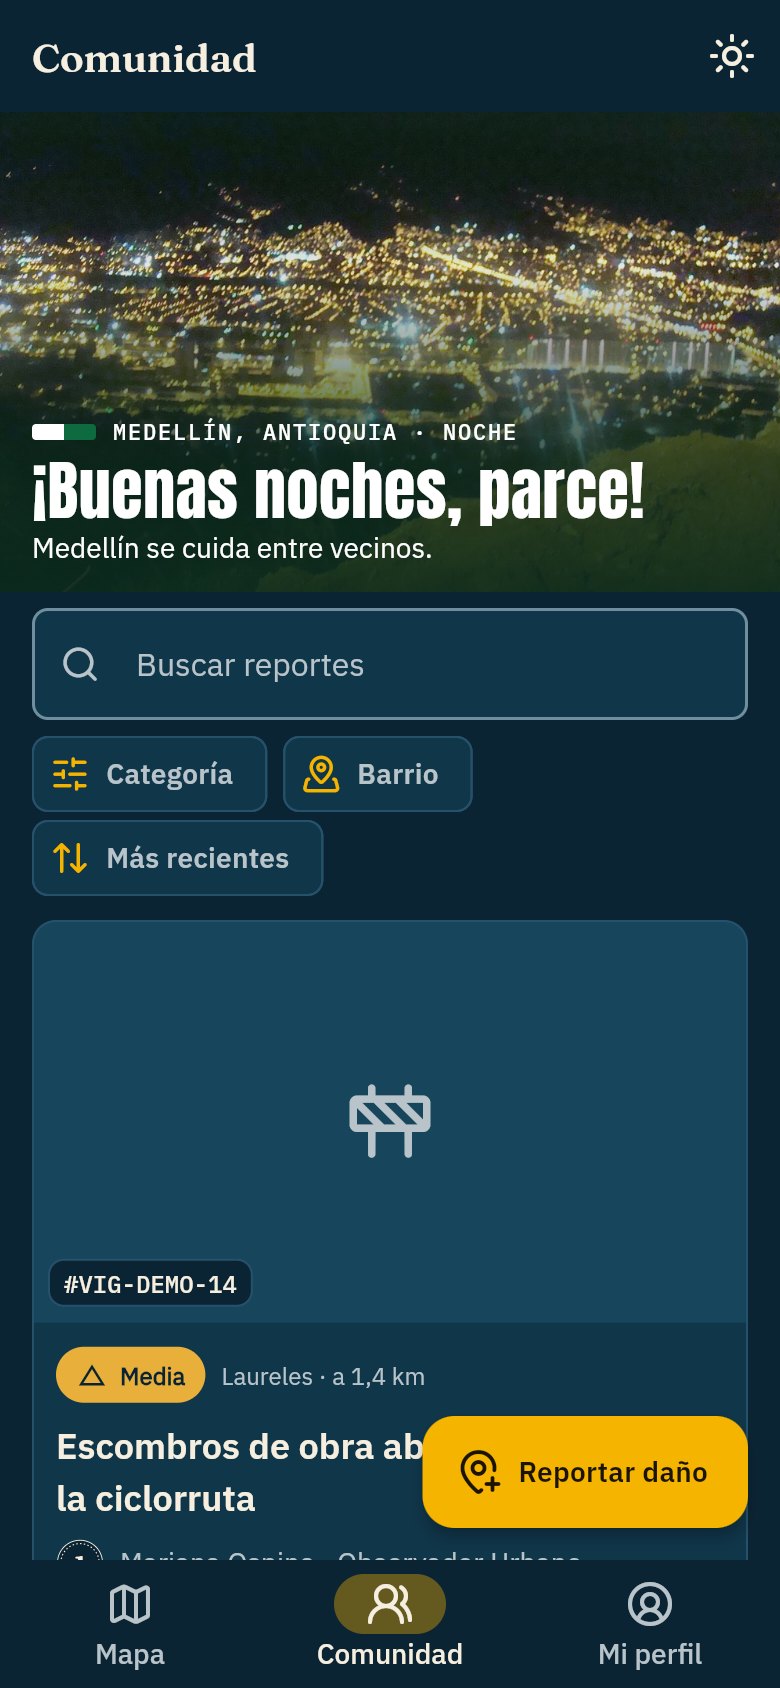 Comunidad
MEDELLÍN, ANTIOQUIA · NOCHE
¡Buenas noches, parce!
Medellín se cuida entre vecinos.
Buscar reportes
Categoría
Barrio
Más recientes
#VIG-DEMO-14
Media
Laureles · a 1,4 km
Escombros de obra ab
la ciclorruta
Reportar daño
Mapa
Comunidad
Mi perfil